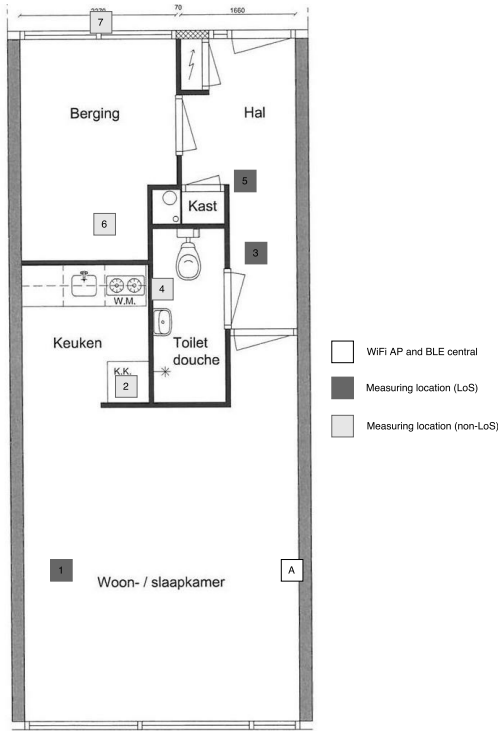 70
1660
7
Berging
Hal
5
Kast
6
3
4
W.M.
Keuken
Toilet
douche
K.K.
2
WiFi AP and BLE central
Measuring location (LoS)
Measuring location (non-LoS)
1
Woon- / slaapkamer
A